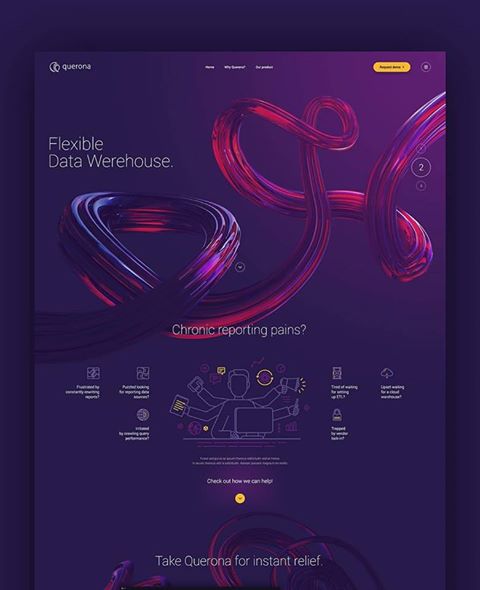 querona
Home
Why Querona?
Our product
Request demo
Flexible
Data Werehouse.
2
Chronic reporting pains?
Frustrated by
constantly rewriting
reports?
Puzzled looking
for reporting data
sources?
Tired of waiting
for setting
up ETL?
Upset waiting
for a cloud
warehouse?
Irritated
by crawling query
performance?
Trapped
by vendor
lock-in?
Check out how we can help!
Take Querona for instant relief.